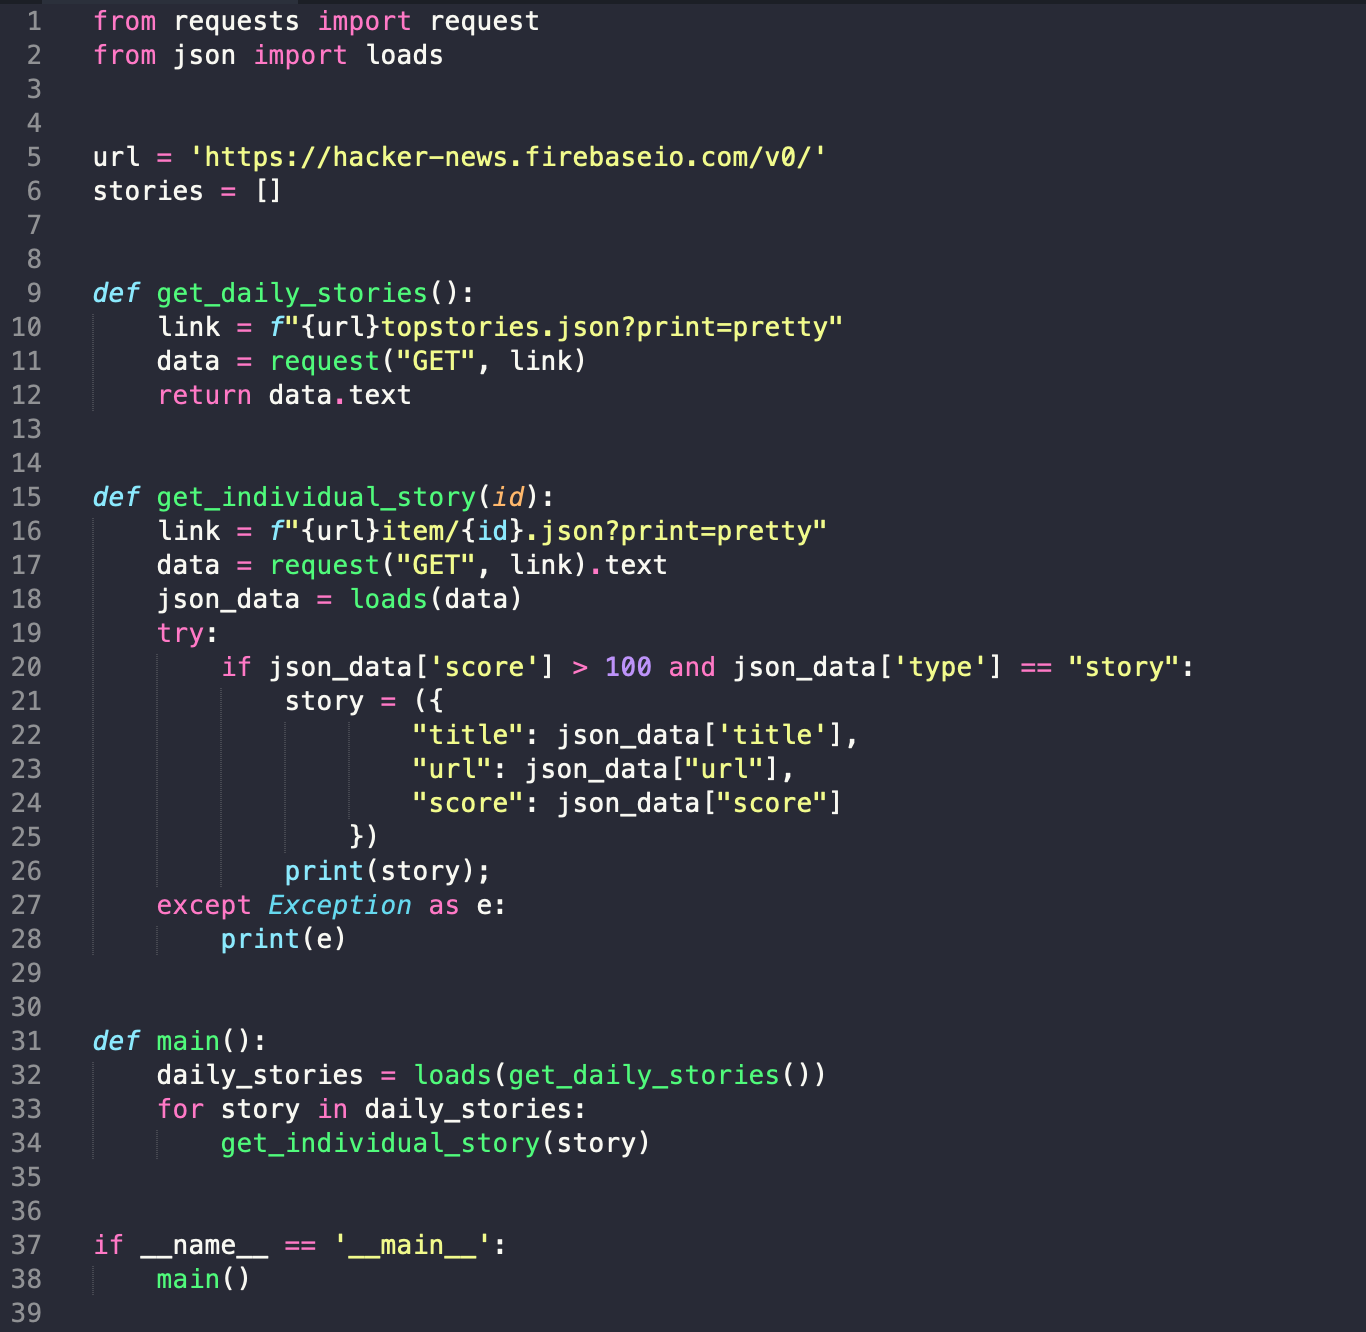 1 from requests import request
2 from json import loads
3
4
5 url = 'https://hacker-news.firebaseio.com/v0/'
6 stories = []
7
8
9 def get_daily_stories():
10     link = f"{url}topstories.json?print=pretty"
11     data = request("GET", link)
12     return data.text
13
14
15 def get_individual_story(id):
16     link = f"{url}item/{id}.json?print=pretty"
17     data = request("GET", link).text
18     json_data = loads(data)
19     try:
20         if json_data['score'] > 100 and json_data['type'] == "story":
21             story = ({
22                     "title": json_data['title'],
23                     "url": json_data["url"],
24                     "score": json_data["score"]
25                 })
26             print(story);
27     except Exception as e:
28         print(e)
29
30
31 def main():
32     daily_stories = loads(get_daily_stories())
33     for story in daily_stories:
34         get_individual_story(story)
35
36
37 if __name__ == '__main__':
38     main()
39